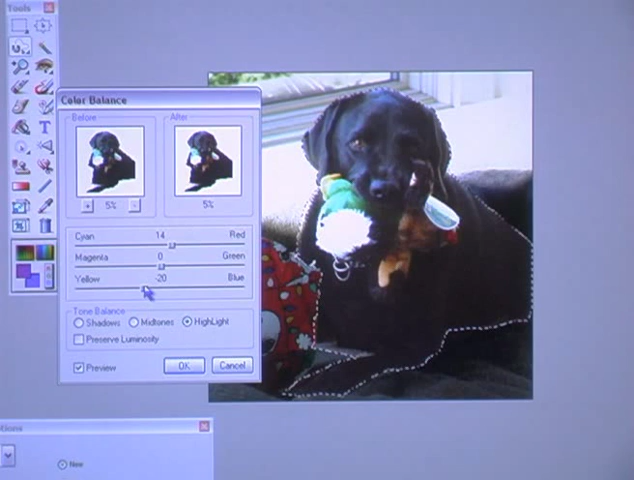 Tools
T
Color Balance
Before
After
+ 5% -
5%
Cyan 14 Red
Magenta 0 Green
Yellow -20 Blue
Tone Balance
Shadows Midtones HighLight
Preserve Luminosity
Preview OK Cancel
New